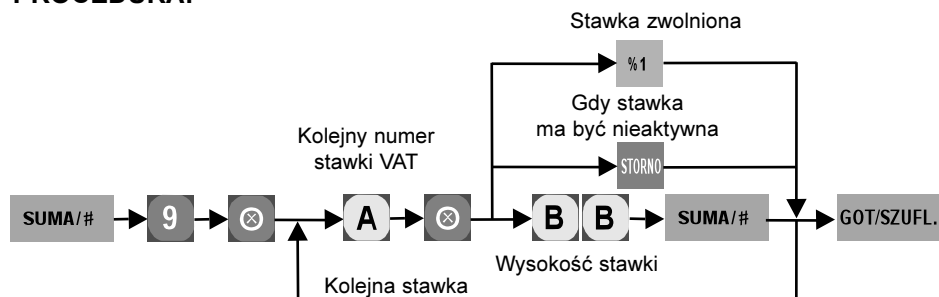 Stawka zwolniona
%1
Gdy stawka
ma być nieaktywna
STORNO
Kolejny numer
stawki VAT
SUMA/# 9 ⊗ A ⊗ B B SUMA/# GOT/SZUFL.
Wysokość stawki
Kolejna stawka